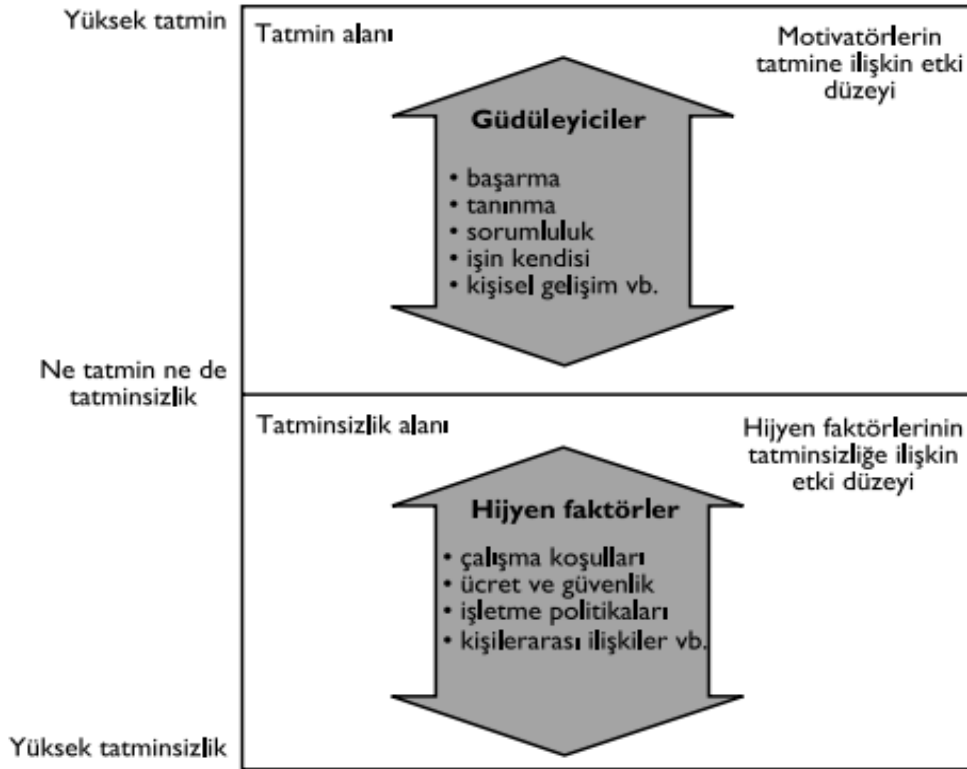 Yüksek tatmin
Tatmin alanı
Motivatörlerin
tatmine ilişkin etki
düzeyi
Güdüleyiciler
• başarma
• tanınma
• sorumluluk
• işin kendisi
• kişisel gelişim vb.
Ne tatmin ne de
tatminsizlik
Tatminsizlik alanı
Hijyen faktörlerinin
tatminsizliğe ilişkin
etki düzeyi
Hijyen faktörler
• çalışma koşulları
• ücret ve güvenlik
• işletme politikaları
• kişilerarası ilişkiler vb.
Yüksek tatminsizlik